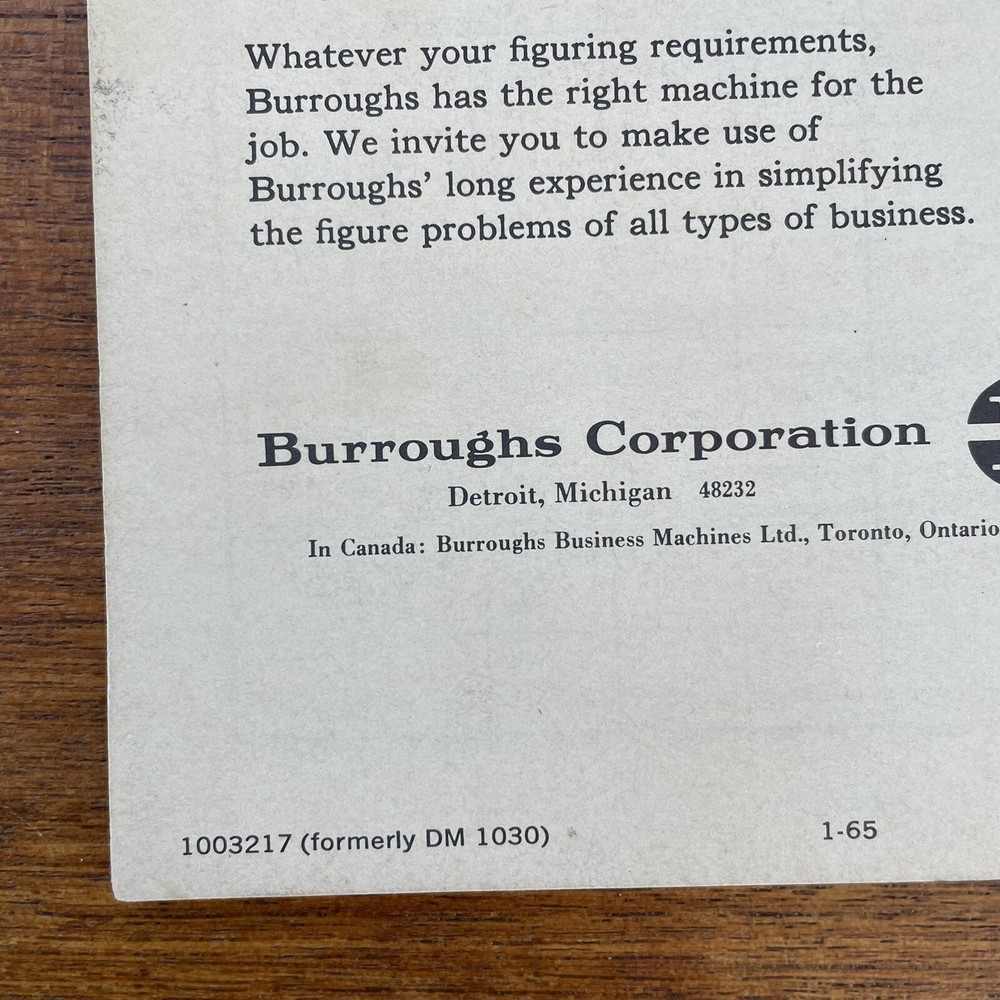 Whatever your figuring requirements,
Burroughs has the right machine for the
job. We invite you to make use of
Burroughs’ long experience in simplifying
the figure problems of all types of business.
Burroughs Corporation
Detroit, Michigan 48232
In Canada: Burroughs Business Machines Ltd., Toronto, Ontario
1003217 (formerly DM 1030) 1-65